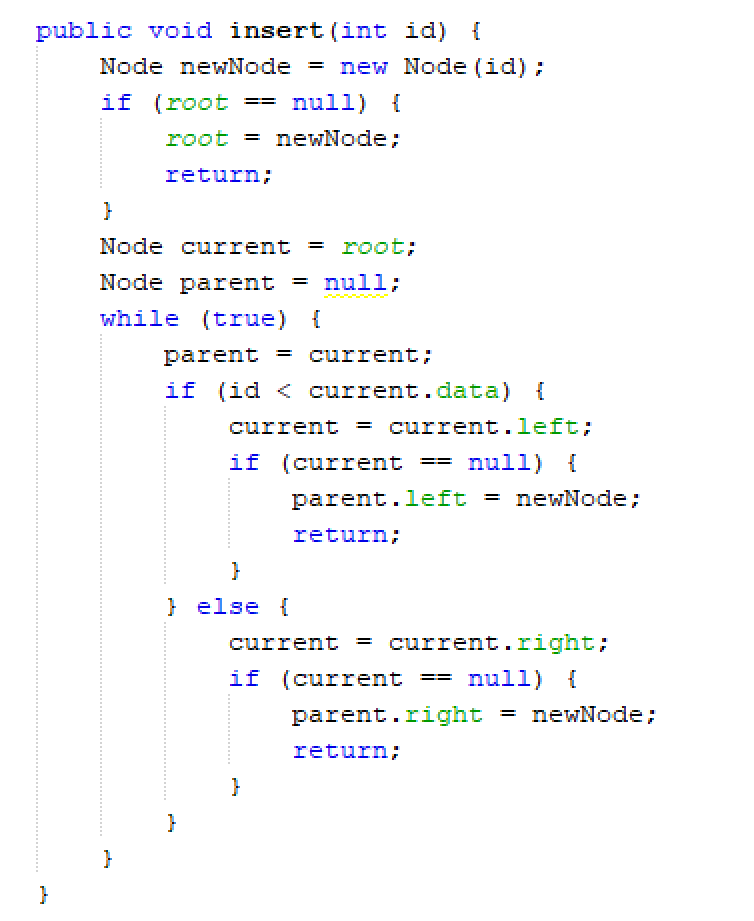 public void insert(int id) {
    Node newNode = new Node(id);
    if (root == null) {
        root = newNode;
        return;
    }
    Node current = root;
    Node parent = null;
    while (true) {
        parent = current;
        if (id < current.data) {
            current = current.left;
            if (current == null) {
                parent.left = newNode;
                return;
            }
        } else {
            current = current.right;
            if (current == null) {
                parent.right = newNode;
                return;
            }
        }
    }
}